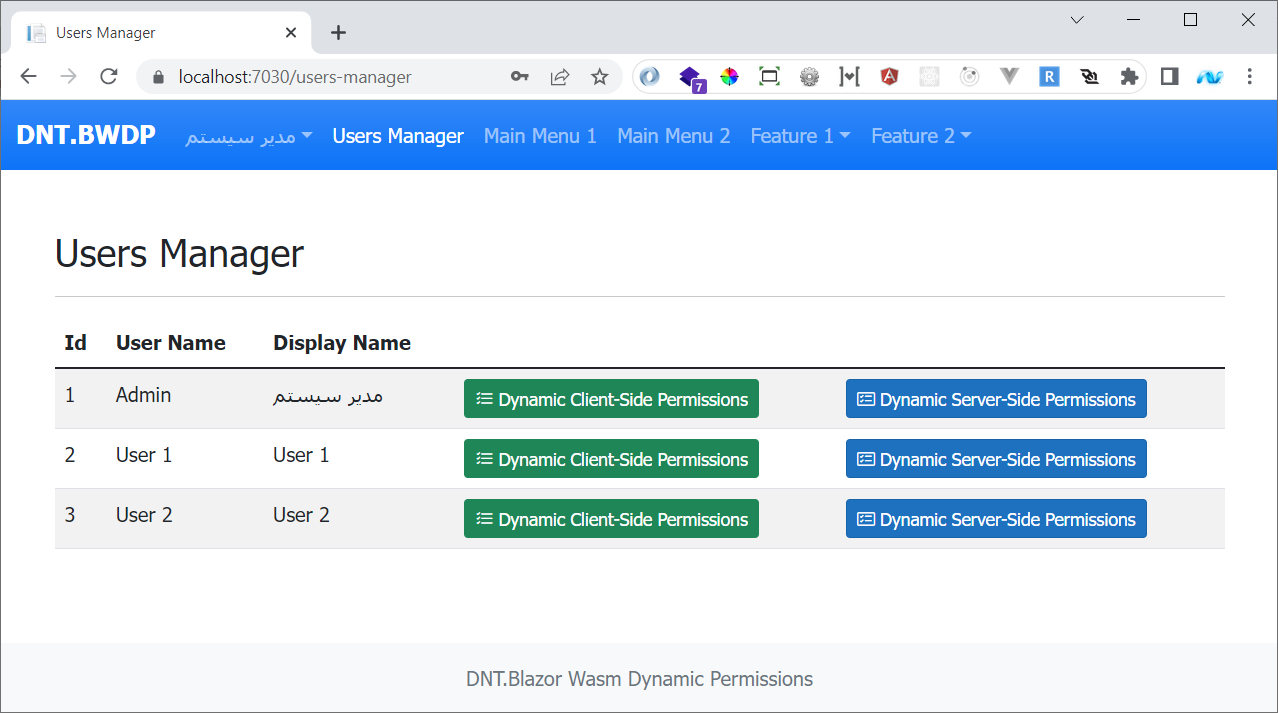 Users Manager
localhost:7030/users-manager
7
R
DNT.BWDP مدیر سیستم Users Manager Main Menu 1 Main Menu 2 Feature 1 Feature 2
Users Manager
Id User Name Display Name
1 Admin مدیر سیستم Dynamic Client-Side Permissions Dynamic Server-Side Permissions
2 User 1 User 1 Dynamic Client-Side Permissions Dynamic Server-Side Permissions
3 User 2 User 2 Dynamic Client-Side Permissions Dynamic Server-Side Permissions
DNT.Blazor Wasm Dynamic Permissions